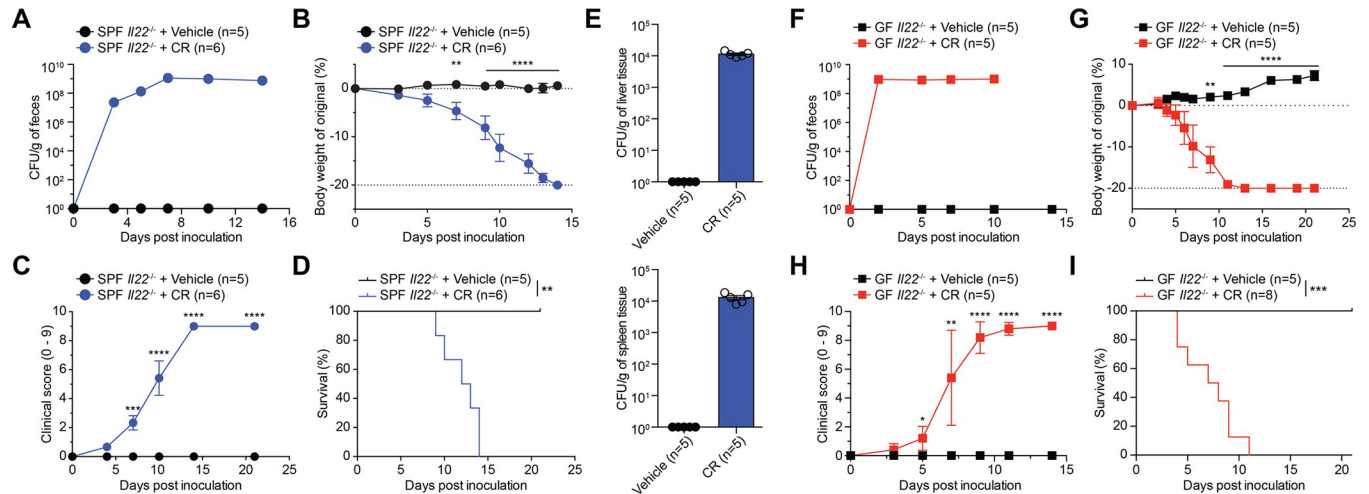 A
SPF Il22-/- + Vehicle (n=5)
SPF Il22-/- + CR (n=6)
CFU/g of feces
10^10
10^8
10^6
10^4
10^2
10^0
0 4 8 12 16
Days post inoculation
B
SPF Il22-/- + Vehicle (n=5)
SPF Il22-/- + CR (n=6)
** ****
Body weight of original (%)
0
-10
-20
0 5 10 15
Days post inoculation
C
SPF Il22-/- + Vehicle (n=5)
SPF Il22-/- + CR (n=6)
Clinical score (0 - 9)
10
8
6
4
2
0
*** **** **** ****
0 5 10 15 20 25
Days post inoculation
D
SPF Il22-/- + Vehicle (n=5)
SPF Il22-/- + CR (n=6)
**
Survival (%)
100
80
60
40
20
0
0 5 10 15 20 25
Days post inoculation
E
CFU/g of liver tissue
10^5
10^4
10^3
10^2
10^1
10^0
Vehicle (n=5)
CR (n=5)
CFU/g of spleen tissue
10^5
10^4
10^3
10^2
10^1
10^0
Vehicle (n=5)
CR (n=5)
F
GF Il22-/- + Vehicle (n=5)
GF Il22-/- + CR (n=5)
CFU/g of feces
10^10
10^8
10^6
10^4
10^2
10^0
0 5 10 15
Days post inoculation
G
GF Il22-/- + Vehicle (n=5)
GF Il22-/- + CR (n=5)
** ****
Body weight of original (%)
10
0
-10
-20
0 5 10 15 20 25
Days post inoculation
H
GF Il22-/- + Vehicle (n=5)
GF Il22-/- + CR (n=5)
Clinical score (0 - 9)
10
8
6
4
2
0
* ** **** **** ****
0 5 10 15
Days post inoculation
I
GF Il22-/- + Vehicle (n=5)
GF Il22-/- + CR (n=8)
***
Survival (%)
100
80
60
40
20
0
0 5 10 15 20
Days post inoculation